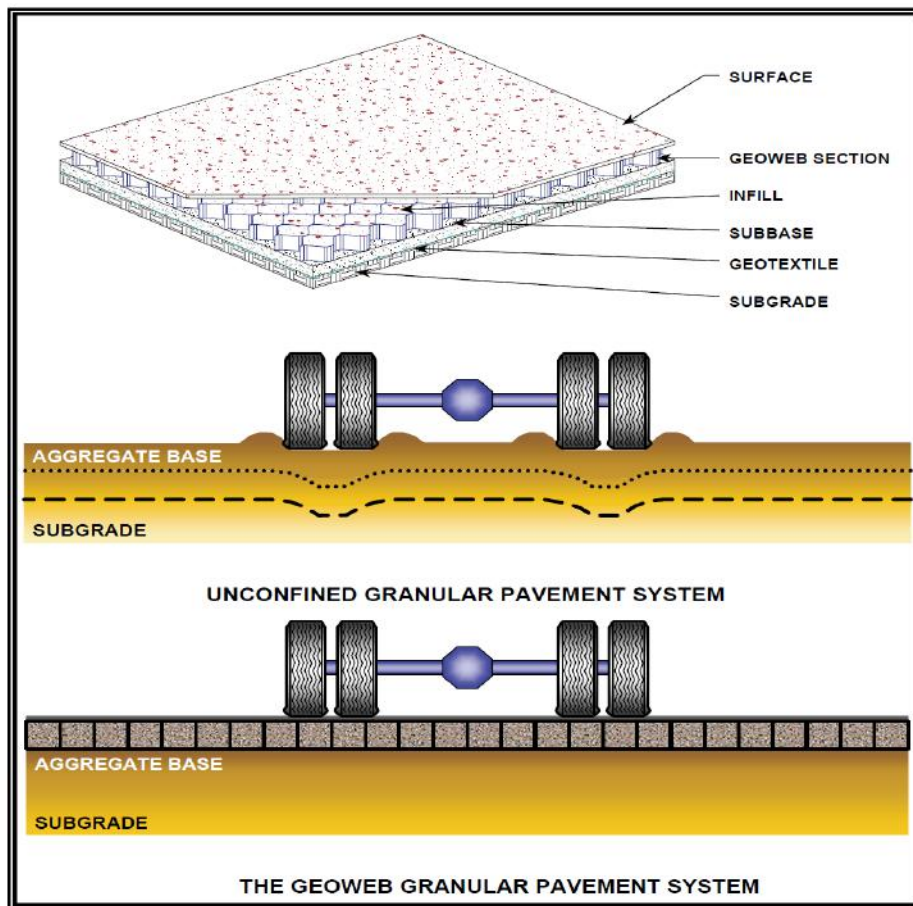 SURFACE
GEOWEB SECTION
INFILL
SUBBASE
GEOTEXTILE
SUBGRADE
AGGREGATE BASE
SUBGRADE
UNCONFINED GRANULAR PAVEMENT SYSTEM
AGGREGATE BASE
SUBGRADE
THE GEOWEB GRANULAR PAVEMENT SYSTEM